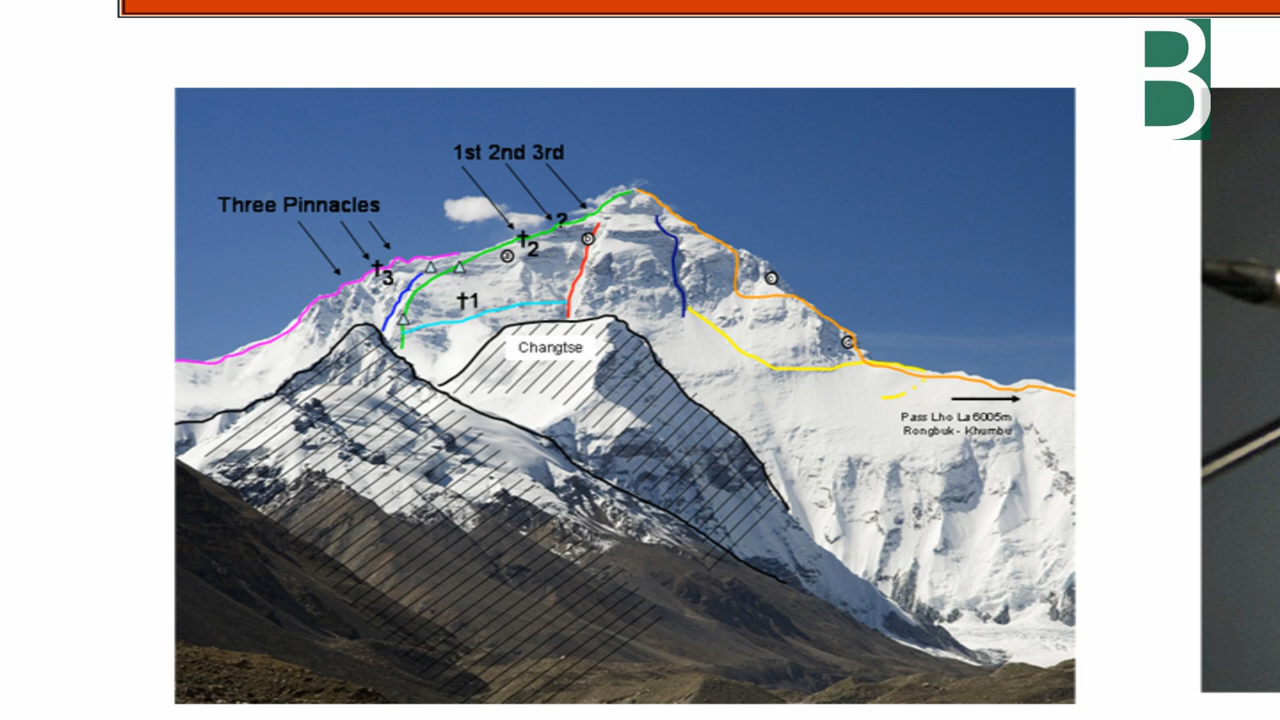 B
1st 2nd 3rd
Three Pinnacles
?
†2
†3
†1
Changtse
Pass Lho La 6005m
Rongbuk - Khumbu